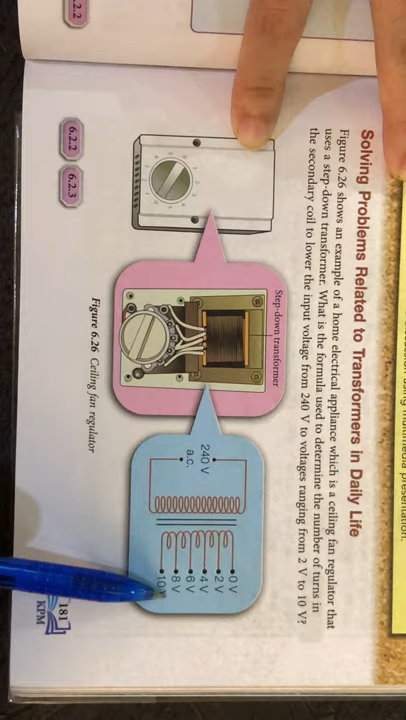 cussion using multimedia presentation.
Solving Problems Related to Transformers in Daily Life
Figure 6.26 shows an example of a home electrical appliance which is a ceiling fan regulator that
uses a step-down transformer. What is the formula used to determine the number of turns in
the secondary coil to lower the input voltage from 240 V to voltages ranging from 2 V to 10 V?
Step-down transformer
240 V
a.c.
0 V
2 V
4 V
6 V
8 V
10 V
Figure 6.26 Ceiling fan regulator
2.2
6.2.2
6.2.3
181
KPM